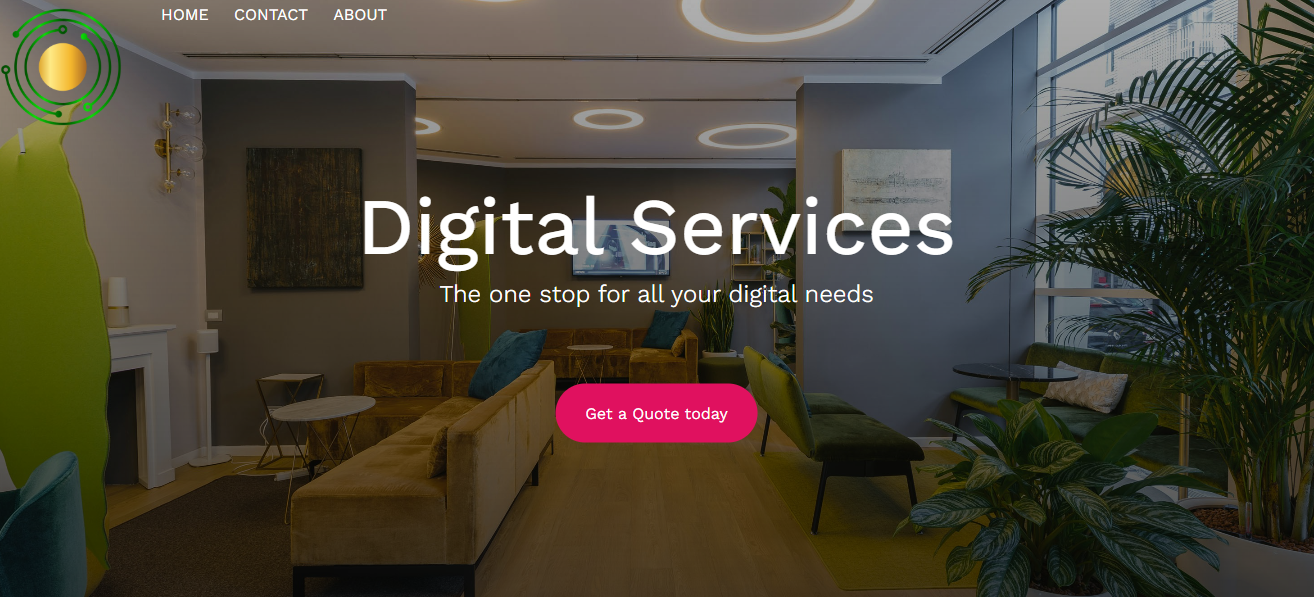 HOME CONTACT ABOUT
Digital Services
The one stop for all your digital needs
Get a Quote today